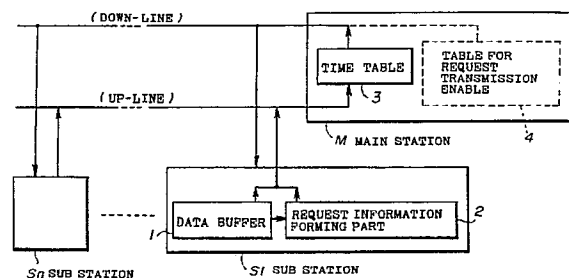 (DOWN-LINE)
TIME TABLE
3
TABLE FOR
REQUEST
TRANSMISSION
ENABLE
4
(UP-LINE)
M MAIN STATION
1
DATA BUFFER
REQUEST INFORMATION
FORMING PART
2
Sn SUB STATION
S1 SUB STATION